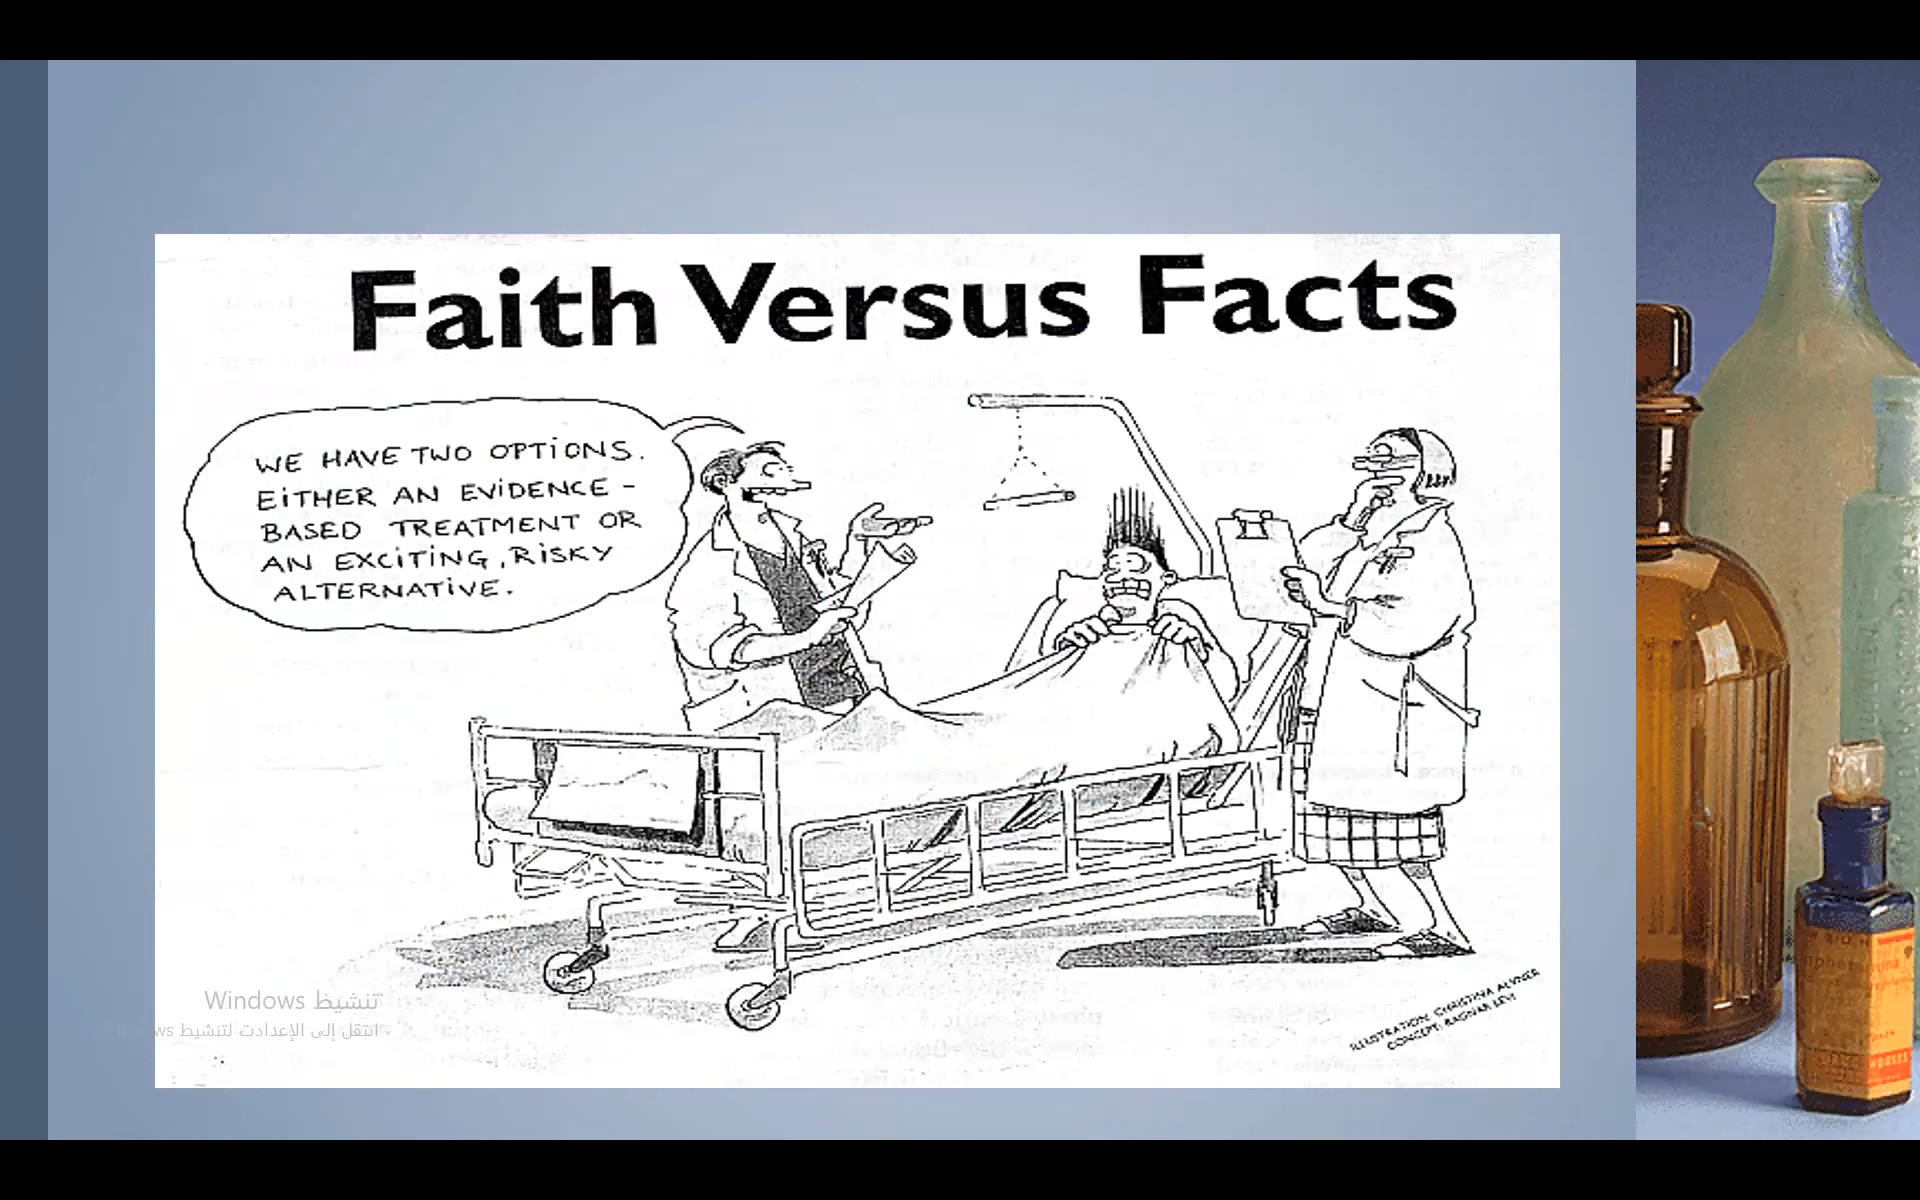 Faith Versus Facts
WE HAVE TWO OPTIONS.
EITHER AN EVIDENCE-
BASED TREATMENT OR
AN EXCITING, RISKY
ALTERNATIVE.
تنشيط Windows
انتقل إلى الإعدادت لتنشيط
ILLUSTRATION: CHRISTINA ALVNER
CONCEPT: RAGNAR LEVI